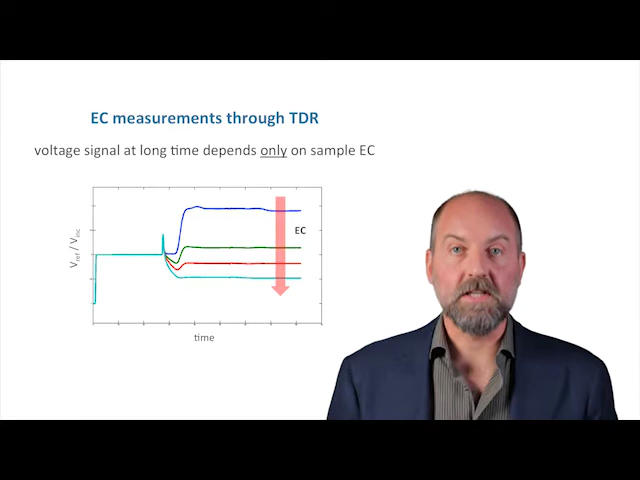 EC measurements through TDR
voltage signal at long time depends only on sample EC
EC
Vref / Vinc
time